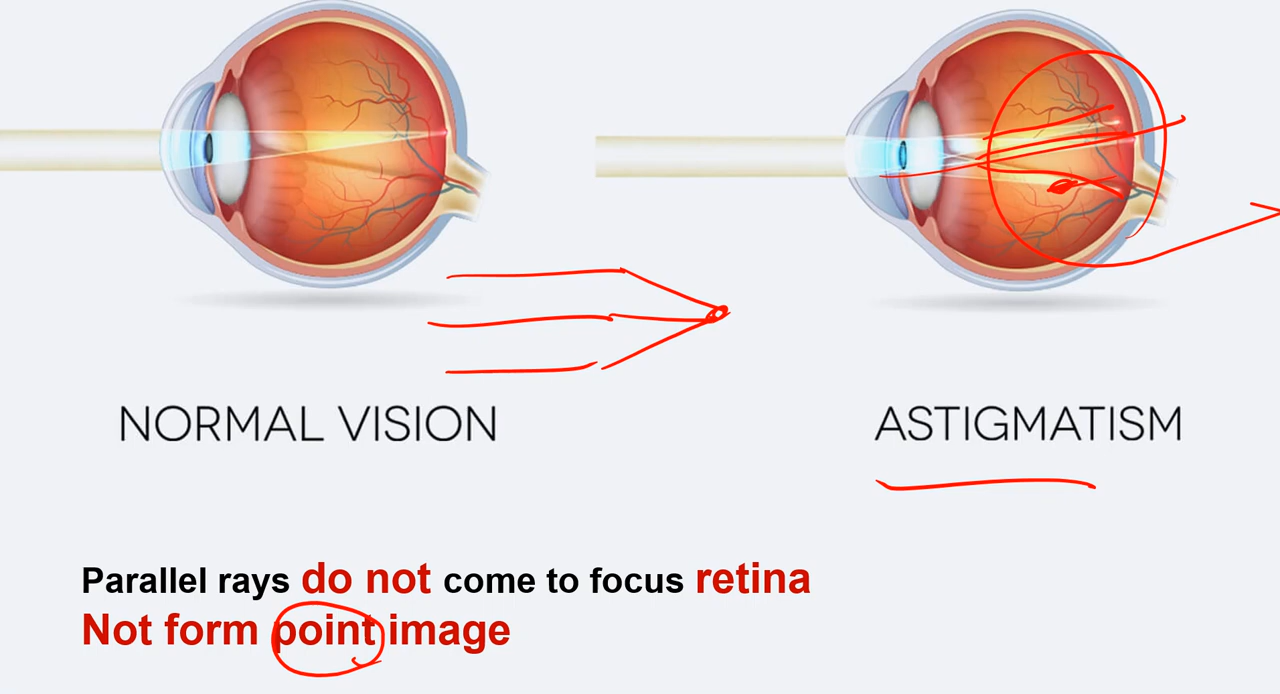 NORMAL VISION
ASTIGMATISM
Parallel rays do not come to focus retina
Not form point image